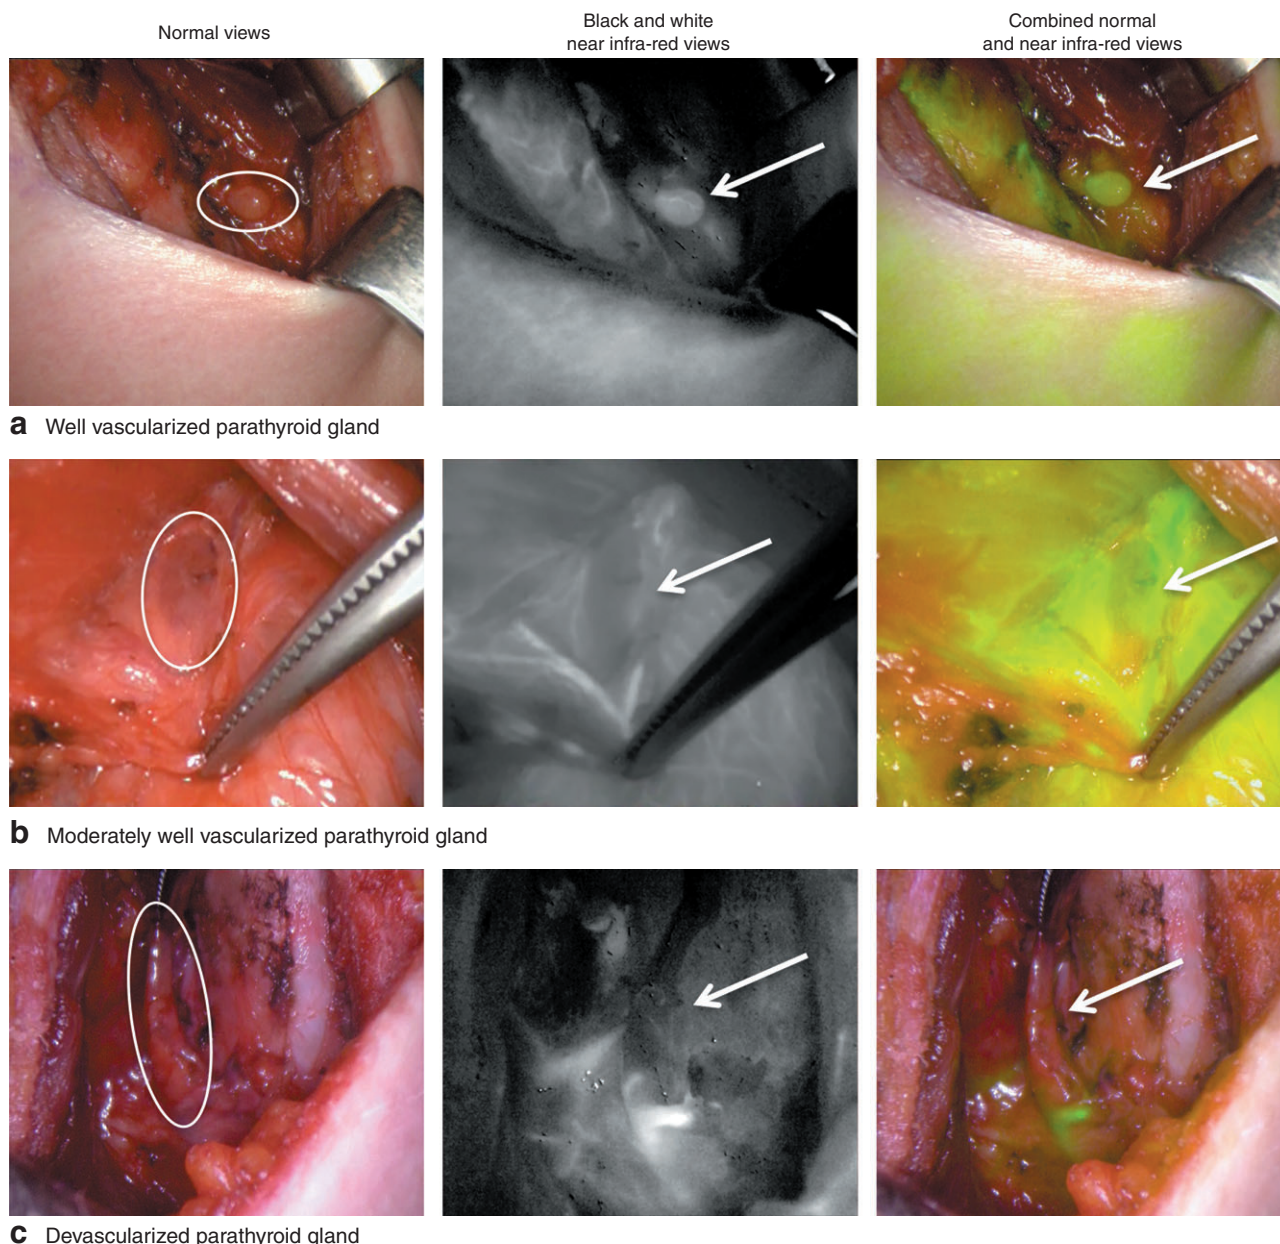 Normal views
Black and white
near infra-red views
Combined normal
and near infra-red views
a Well vascularized parathyroid gland
b Moderately well vascularized parathyroid gland
c Devascularized parathyroid gland